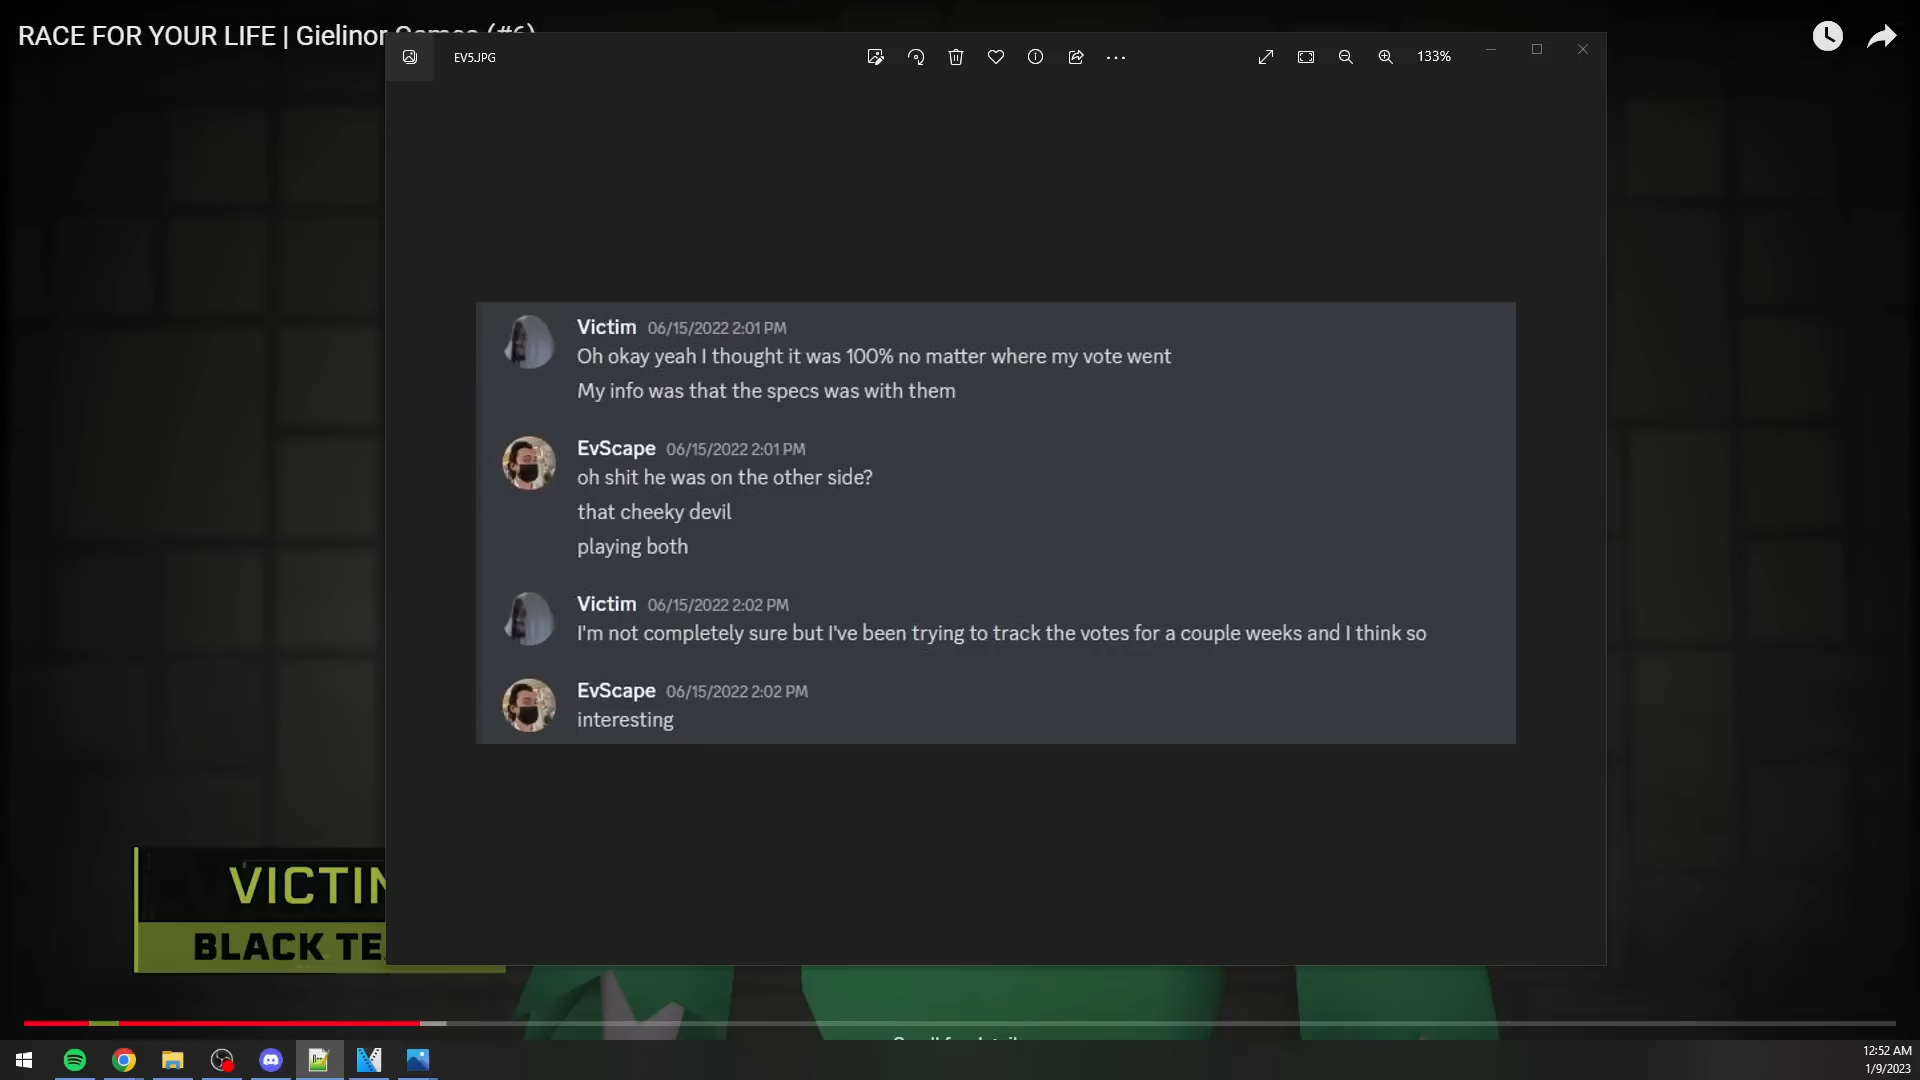 RACE FOR YOUR LIFE | Gielinor
EV5.JPG
133%
Victim 06/15/2022 2:01 PM
Oh okay yeah I thought it was 100% no matter where my vote went
My info was that the specs was with them
EvScape 06/15/2022 2:01 PM
oh shit he was on the other side?
that cheeky devil
playing both
Victim 06/15/2022 2:02 PM
I'm not completely sure but I've been trying to track the votes for a couple weeks and I think so
EvScape 06/15/2022 2:02 PM
interesting
VICTIM
BLACK TE
12:52 AM
1/9/2023